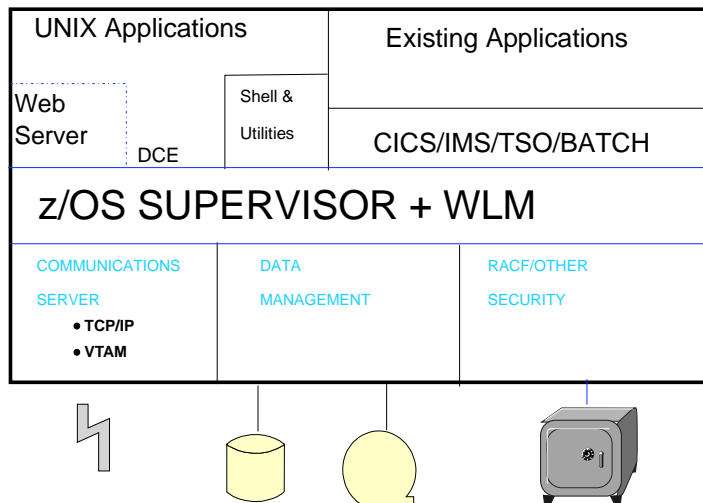 UNIX Applications
Existing Applications
Web
Server
DCE
Shell &
Utilities
CICS/IMS/TSO/BATCH
z/OS SUPERVISOR + WLM
COMMUNICATIONS
SERVER
• TCP/IP
• VTAM
DATA
MANAGEMENT
RACF/OTHER
SECURITY